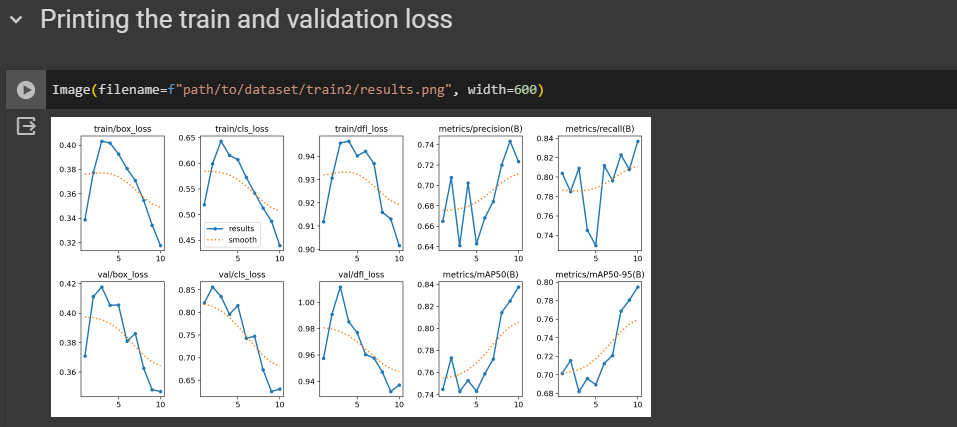 Printing the train and validation loss
Image(filename=f"path/to/dataset/train2/results.png", width=600)
train/box_loss train/cls_loss train/dfl_loss metrics/precision(B) metrics/recall(B)
0.40 0.38 0.36 0.34 0.32
5 10
0.65 0.60 0.55 0.50 0.45
results
smooth
5 10
0.94 0.93 0.92 0.91 0.90
5 10
0.74 0.72 0.70 0.68 0.66 0.64
5 10
0.84 0.82 0.80 0.78 0.76 0.74
5 10
val/box_loss val/cls_loss val/dfl_loss metrics/mAP50(B) metrics/mAP50-95(B)
0.42 0.40 0.38 0.36
5 10
0.85 0.80 0.75 0.70 0.65
5 10
1.00 0.98 0.96 0.94
5 10
0.84 0.82 0.80 0.78 0.76 0.74
5 10
0.80 0.78 0.76 0.74 0.72 0.70 0.68
5 10